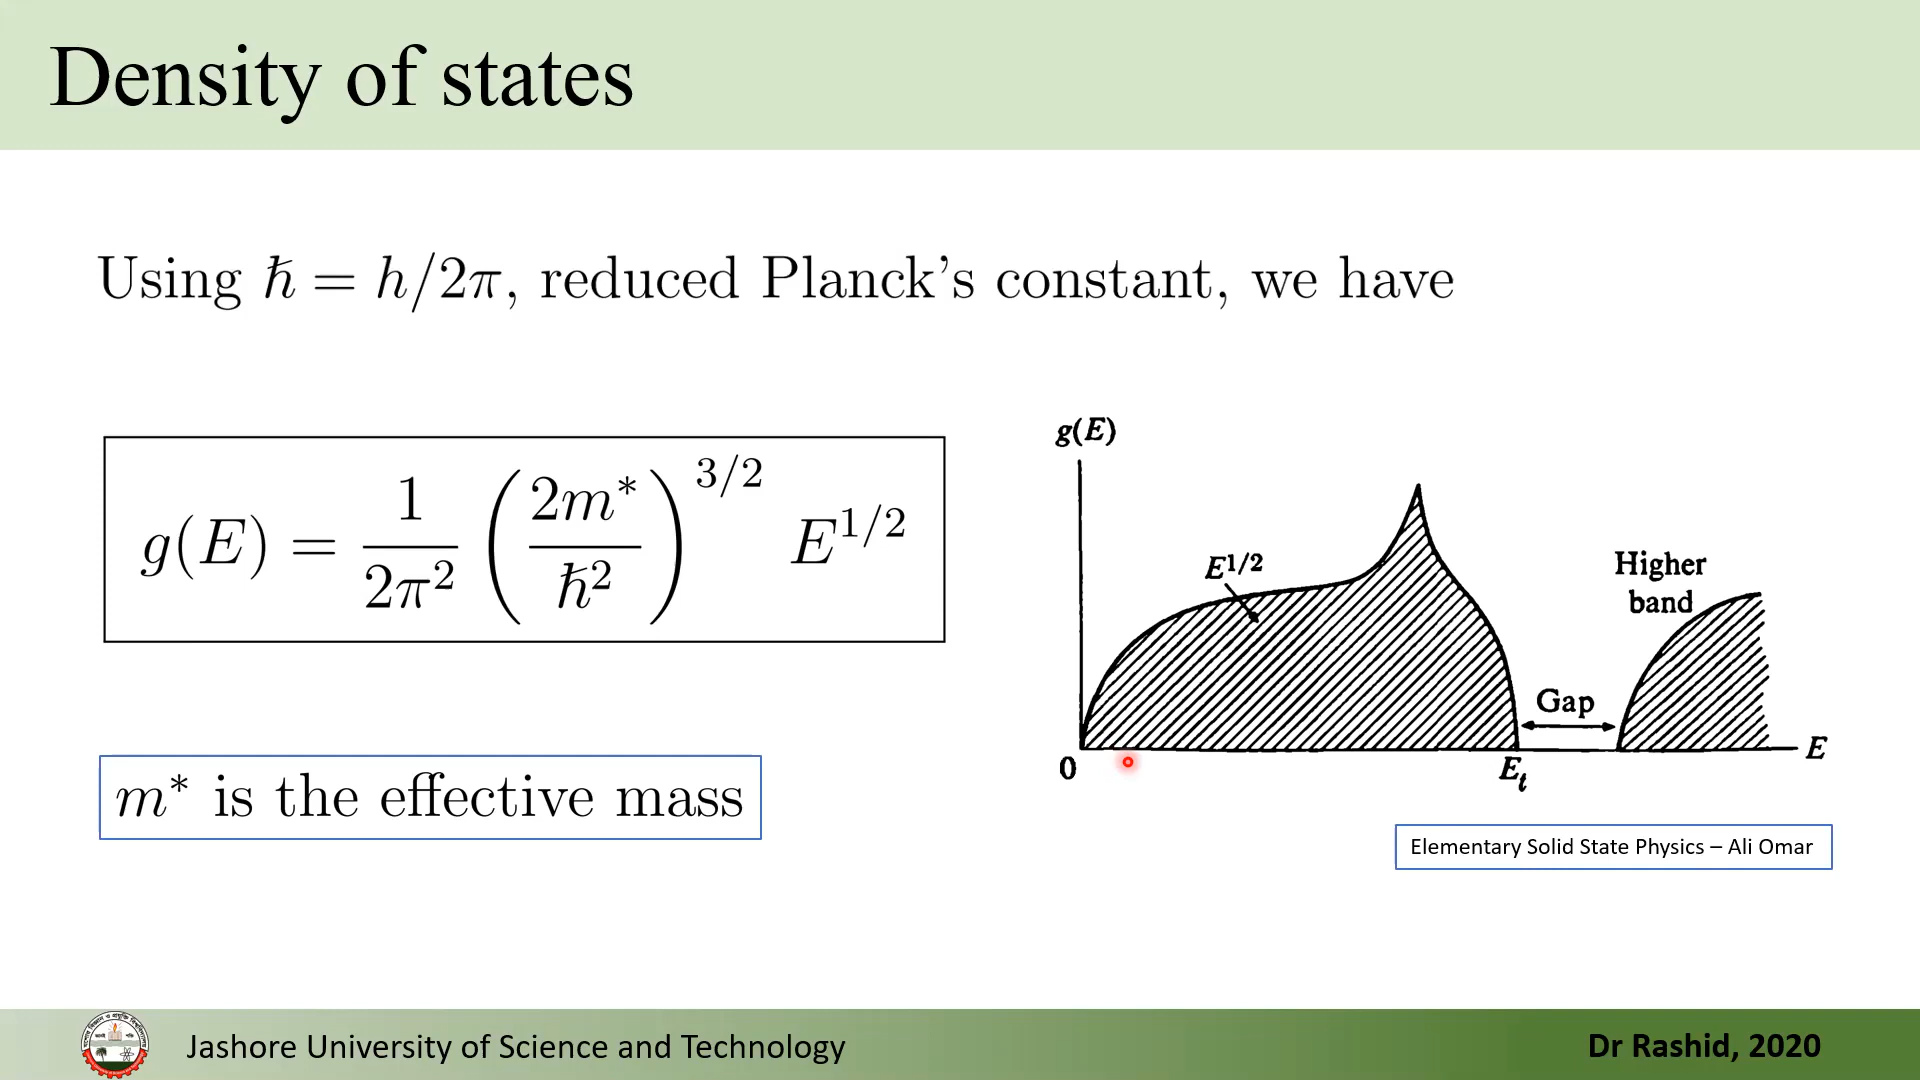 Density of states
Using ℏ = h/2π, reduced Planck's constant, we have
g(E) = 1/2π² (2m*/ℏ²)^3/2 E^1/2
m* is the effective mass
g(E)
E^1/2
Higher
band
Gap
0
E_t
E
Elementary Solid State Physics – Ali Omar
Jashore University of Science and Technology
Dr Rashid, 2020